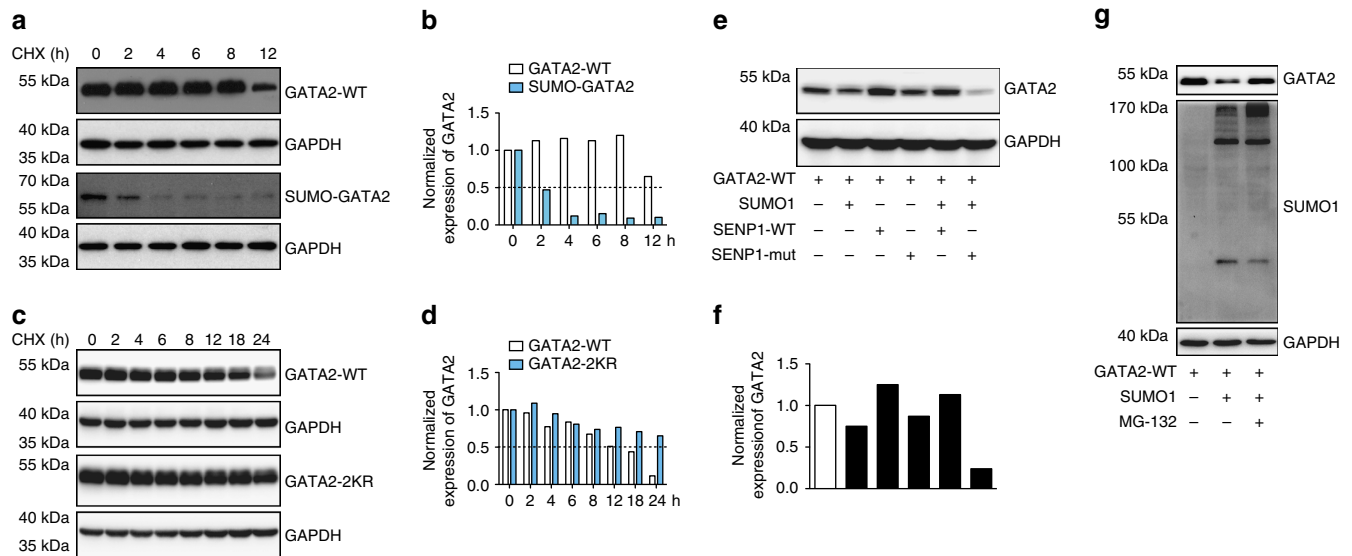 a
CHX (h) 0 2 4 6 8 12
55 kDa GATA2-WT
40 kDa GAPDH
35 kDa
70 kDa SUMO-GATA2
55 kDa
40 kDa GAPDH
35 kDa
b
GATA2-WT
SUMO-GATA2
Normalized
expression of GATA2
1.5
1.0
0.5
0.0
0 2 4 6 8 12 h
c
CHX (h) 0 2 4 6 8 12 18 24
55 kDa GATA2-WT
40 kDa GAPDH
35 kDa
55 kDa GATA2-2KR
40 kDa GAPDH
35 kDa
d
GATA2-WT
GATA2-2KR
Normalized
expression of GATA2
1.5
1.0
0.5
0.0
0 2 4 6 8 12 18 24 h
e
55 kDa GATA2
40 kDa GAPDH
GATA2-WT + + + + + +
SUMO1 – + – – + +
SENP1-WT – – + – + –
SENP1-mut – – – + – +
f
Normalized
expressionof GATA2
1.5
1.0
0.5
0.0
g
55 kDa GATA2
170 kDa
100 kDa
55 kDa SUMO1
40 kDa GAPDH
GATA2-WT + + +
SUMO1 – + +
MG-132 – – +